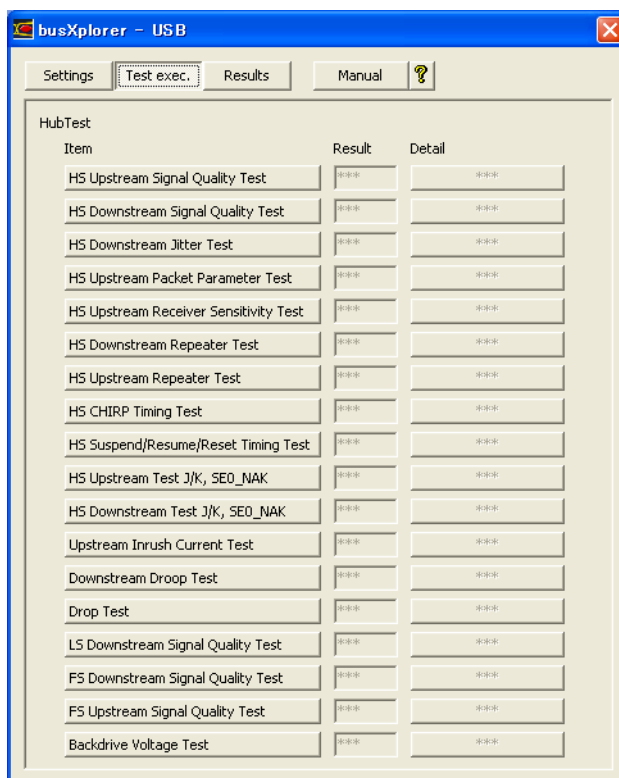 busXplorer - USB
Settings Test exec. Results Manual ?
HubTest
Item Result Detail
HS Upstream Signal Quality Test *** ***
HS Downstream Signal Quality Test *** ***
HS Downstream Jitter Test *** ***
HS Upstream Packet Parameter Test *** ***
HS Upstream Receiver Sensitivity Test *** ***
HS Downstream Repeater Test *** ***
HS Upstream Repeater Test *** ***
HS CHIRP Timing Test *** ***
HS Suspend/Resume/Reset Timing Test *** ***
HS Upstream Test J/K, SE0_NAK *** ***
HS Downstream Test J/K, SE0_NAK *** ***
Upstream Inrush Current Test *** ***
Downstream Droop Test *** ***
Drop Test *** ***
LS Downstream Signal Quality Test *** ***
FS Downstream Signal Quality Test *** ***
FS Upstream Signal Quality Test *** ***
Backdrive Voltage Test *** ***